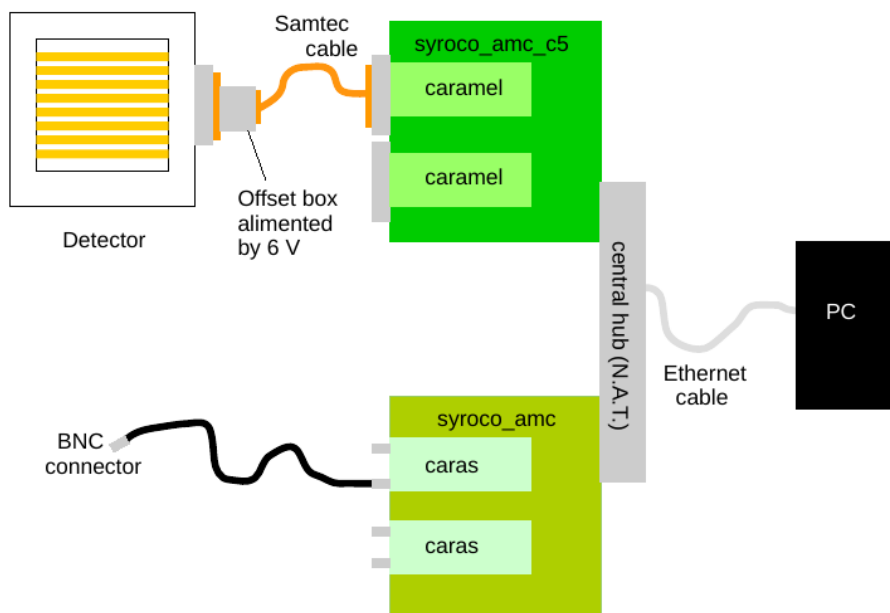 Samtec
cable
syroco_amc_c5
caramel
caramel
Offset box
alimented
by 6 V
Detector
central hub (N.A.T.)
PC
Ethernet
cable
syroco_amc
BNC
connector
caras
caras